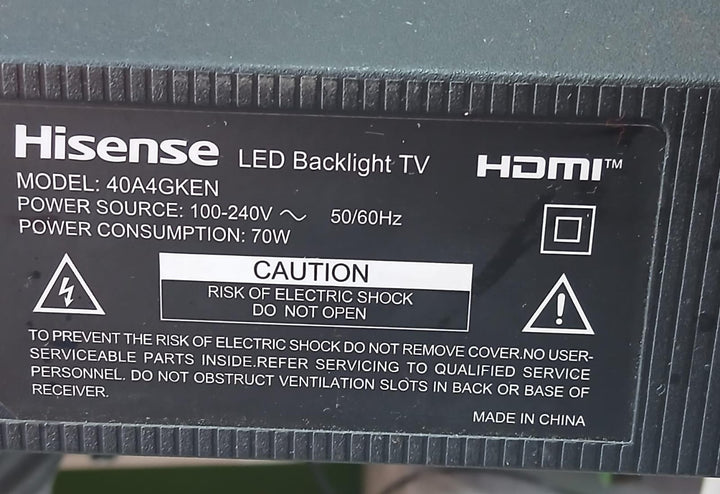 Hisense LED Backlight TV HDMI™
MODEL: 40A4GKEN
POWER SOURCE: 100-240V ～ 50/60Hz
POWER CONSUMPTION: 70W
CAUTION
RISK OF ELECTRIC SHOCK
DO NOT OPEN
TO PREVENT THE RISK OF ELECTRIC SHOCK DO NOT REMOVE COVER.NO USER-
SERVICEABLE PARTS INSIDE.REFER SERVICING TO QUALIFIED SERVICE
PERSONNEL. DO NOT OBSTRUCT VENTILATION SLOTS IN BACK OR BASE OF
RECEIVER.
MADE IN CHINA